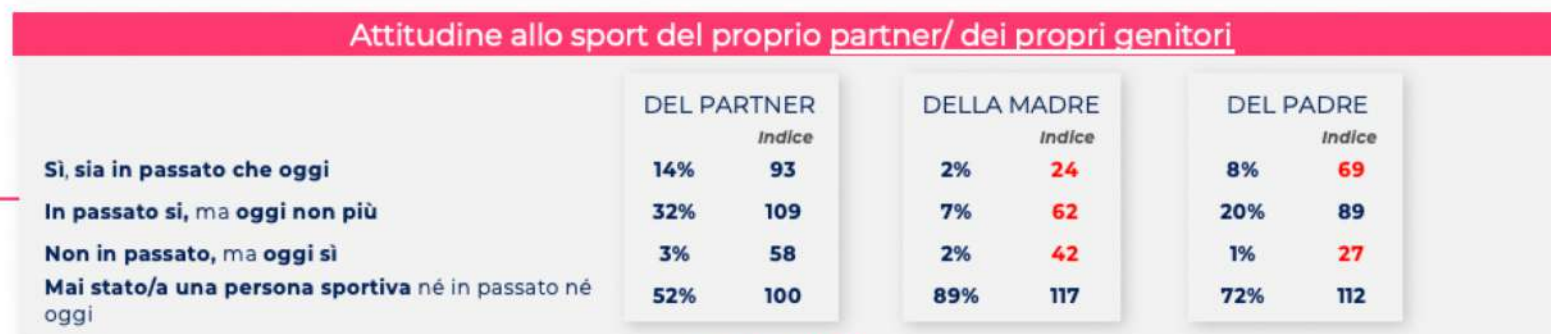 Attitudine allo sport del proprio partner/ dei propri genitori
DEL PARTNER DELLA MADRE DEL PADRE
Indice Indice Indice
Sì, sia in passato che oggi 14% 93 2% 24 8% 69
In passato si, ma oggi non più 32% 109 7% 62 20% 89
Non in passato, ma oggi sì 3% 58 2% 42 1% 27
Mai stato/a una persona sportiva né in passato né
oggi 52% 100 89% 117 72% 112